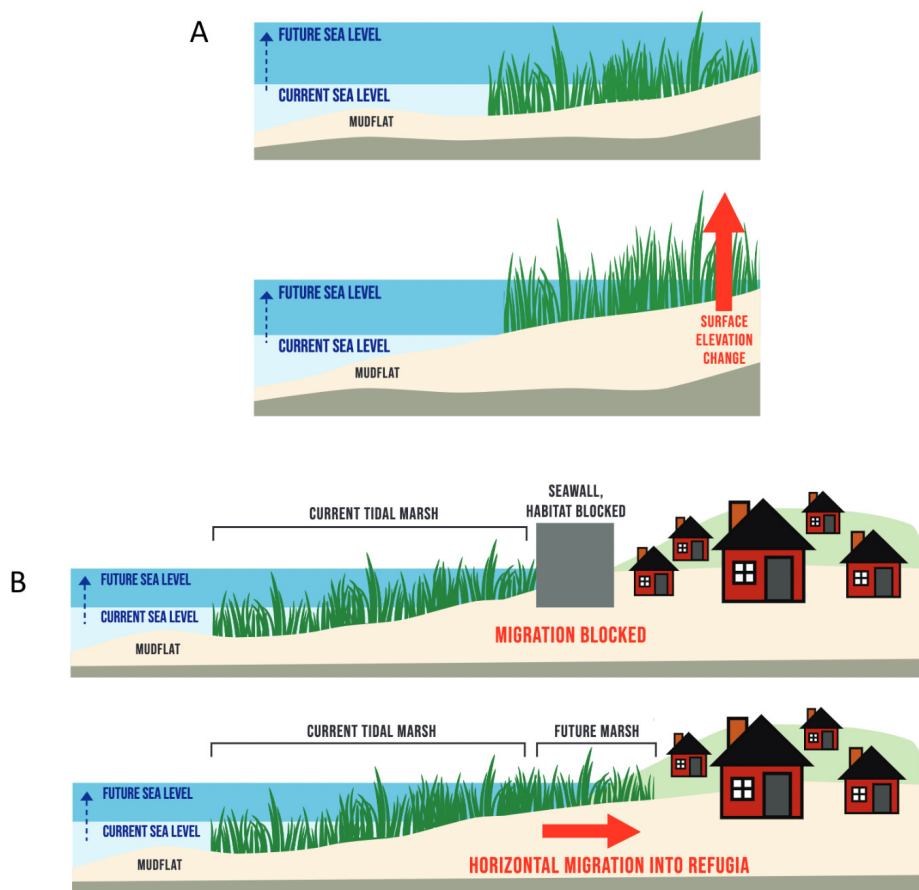 A
FUTURE SEA LEVEL
CURRENT SEA LEVEL
MUDFLAT
FUTURE SEA LEVEL
CURRENT SEA LEVEL
MUDFLAT
SURFACE
ELEVATION
CHANGE
B
CURRENT TIDAL MARSH
SEAWALL,
HABITAT BLOCKED
FUTURE SEA LEVEL
CURRENT SEA LEVEL
MUDFLAT
MIGRATION BLOCKED
CURRENT TIDAL MARSH
FUTURE MARSH
FUTURE SEA LEVEL
CURRENT SEA LEVEL
MUDFLAT
HORIZONTAL MIGRATION INTO REFUGIA